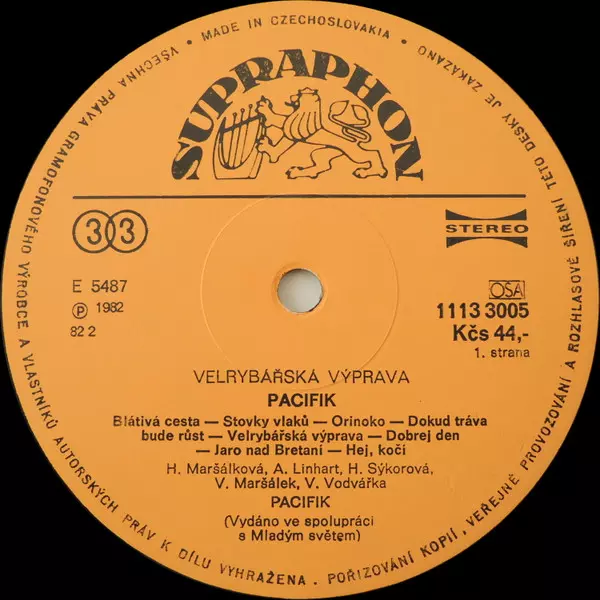 VŠECHNA PRÁVA GRAMOFONOVÉHO VÝROBCE A VLASTNÍKŮ AUTORSKÝCH PRÁV K DÍLU VYHRAŽENA. POŘIZOVÁNÍ KOPIÍ, VEŘEJNÉ PROVOZOVÁNÍ A ROZHLASOVÉ ŠÍŘENÍ TÉTO DESKY JE ZAKÁZÁNO • MADE IN CZECHOSLOVAKIA •
SUPRAPHON
33
STEREO
E 5487
Ⓟ 1982
82 2
OSA
1113 3005
Kčs 44,-
1. strana
VELRYBÁŘSKÁ VÝPRAVA
PACIFIK
Blátivá cesta — Stovky vlaků — Orinoko — Dokud tráva
bude růst — Velrybářská výprava — Dobrej den
— Jaro nad Bretaní — Hej, kočí
H. Maršálková, A. Linhart, H. Sýkorová,
V. Maršálek, V. Vodvářka
PACIFIK
(Vydáno ve spolupráci
s Mladým světem)